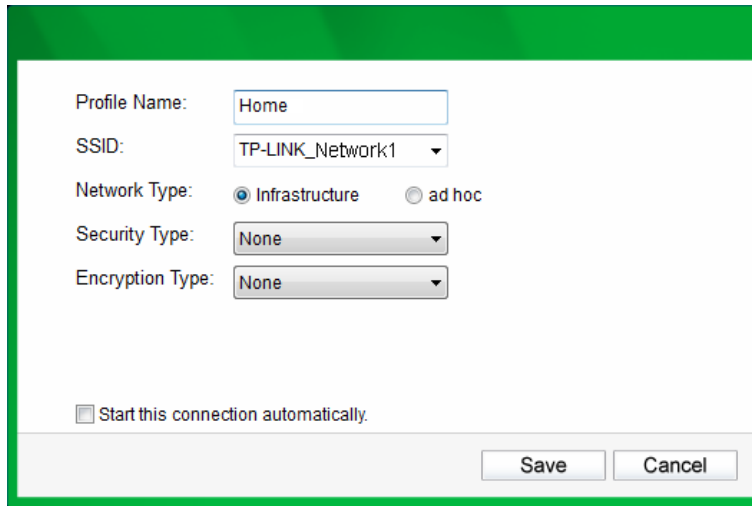 Profile Name: Home
SSID: TP-LINK_Network1
Network Type: Infrastructure ad hoc
Security Type: None
Encryption Type: None
Start this connection automatically.
Save Cancel